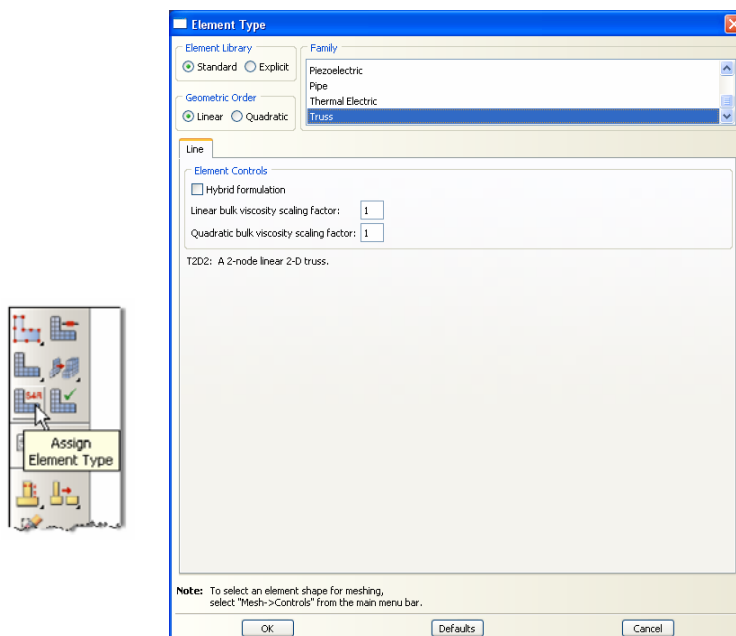 Element Type
Element Library
Standard Explicit
Family
Piezoelectric
Pipe
Thermal Electric
Truss
Geometric Order
Linear Quadratic
Line
Element Controls
Hybrid formulation
Linear bulk viscosity scaling factor: 1
Quadratic bulk viscosity scaling factor: 1
T2D2: A 2-node linear 2-D truss.
S4R
Assign
Element Type
Note: To select an element shape for meshing,
select "Mesh->Controls" from the main menu bar.
OK Defaults Cancel